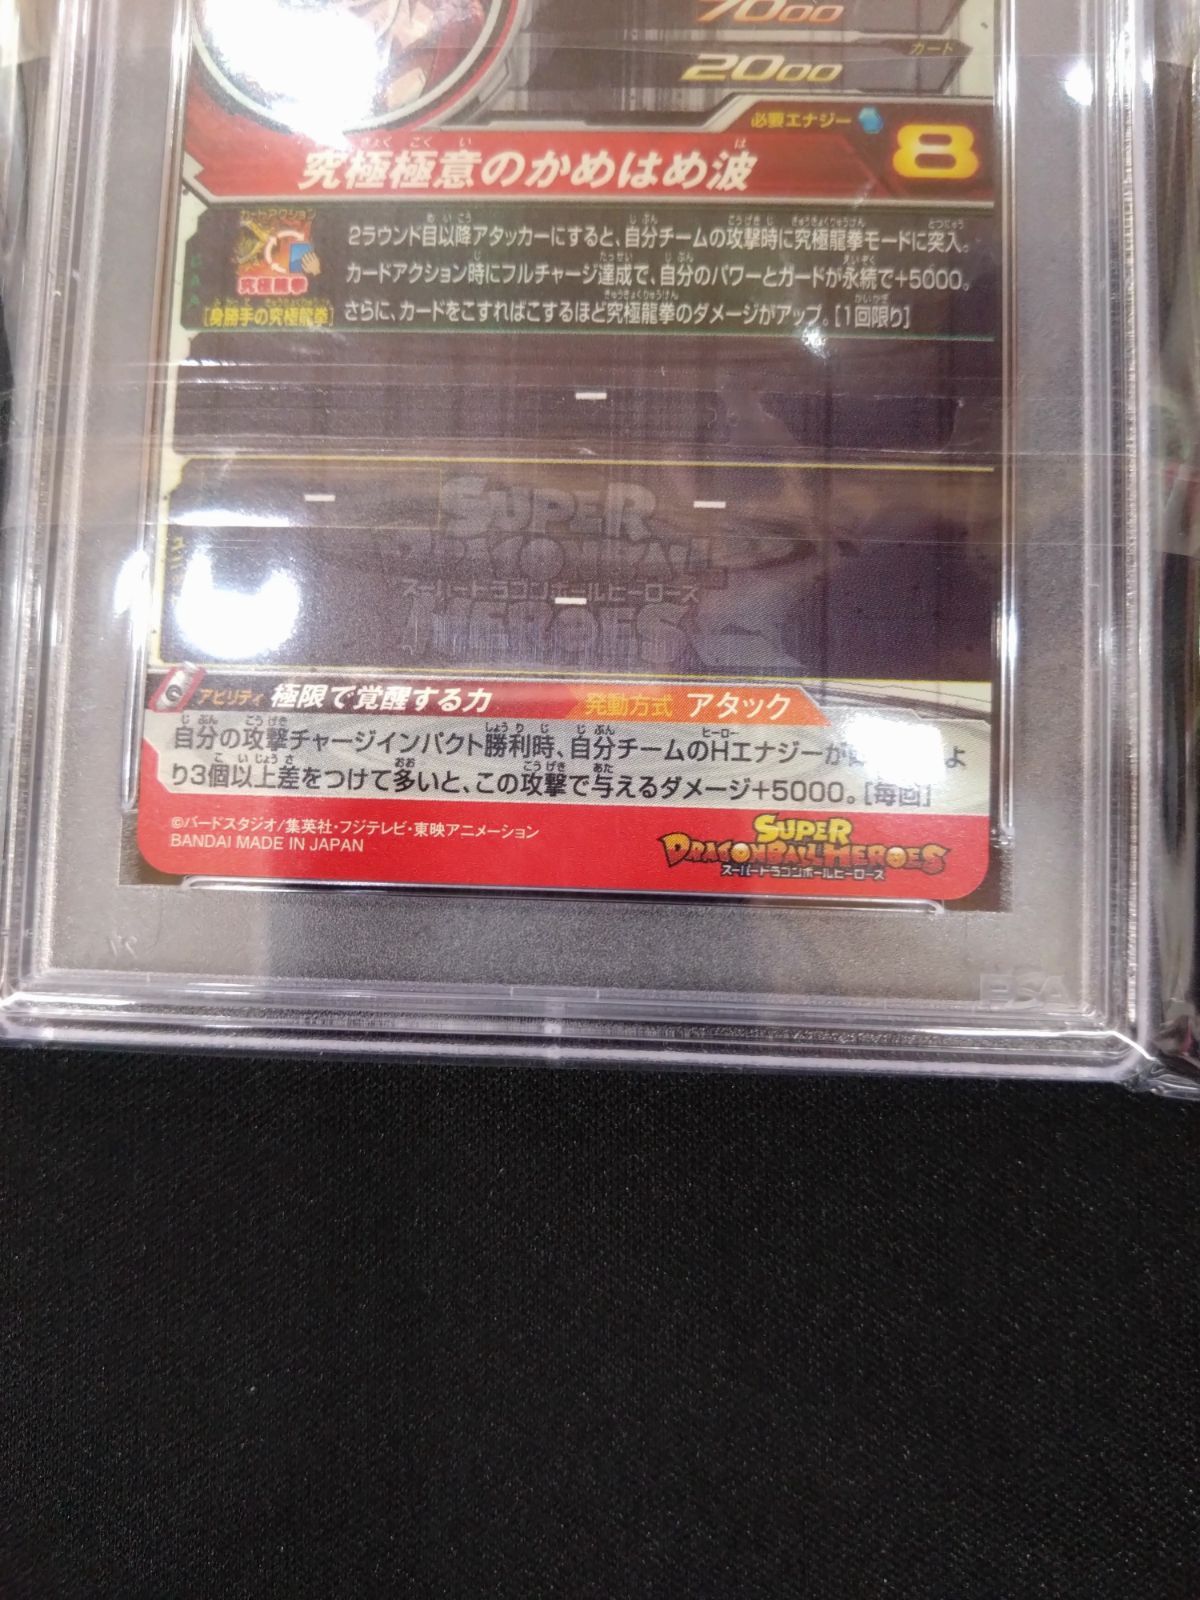 7000
カード
2000
必要エナジー 8
究極極意のかめはめ波
カードアクション
究極龍拳
[身勝手の究極龍拳]
2ラウンド目以降アタッカーにすると、自分チームの攻撃時に究極龍拳モードに突入。
カードアクション時にフルチャージ達成で、自分のパワーとガードが永続で+5000。
さらに、カードをこすればこするほど究極龍拳のダメージがアップ。[1回限り]
SUPER
DRAGONBALL
スーパードラゴンボールヒーローズ
HEROES
アビリティ 極限で覚醒する力 発動方式 アタック
自分の攻撃チャージインパクト勝利時、自分チームのHエナジーが よ
り3個以上差をつけて多いと、この攻撃で与えるダメージ+5000。[毎回]
©バードスタジオ/集英社・フジテレビ・東映アニメーション
BANDAI MADE IN JAPAN
SUPER
DRAGONBALL HEROES
スーパードラゴンボールヒーローズ
PSA